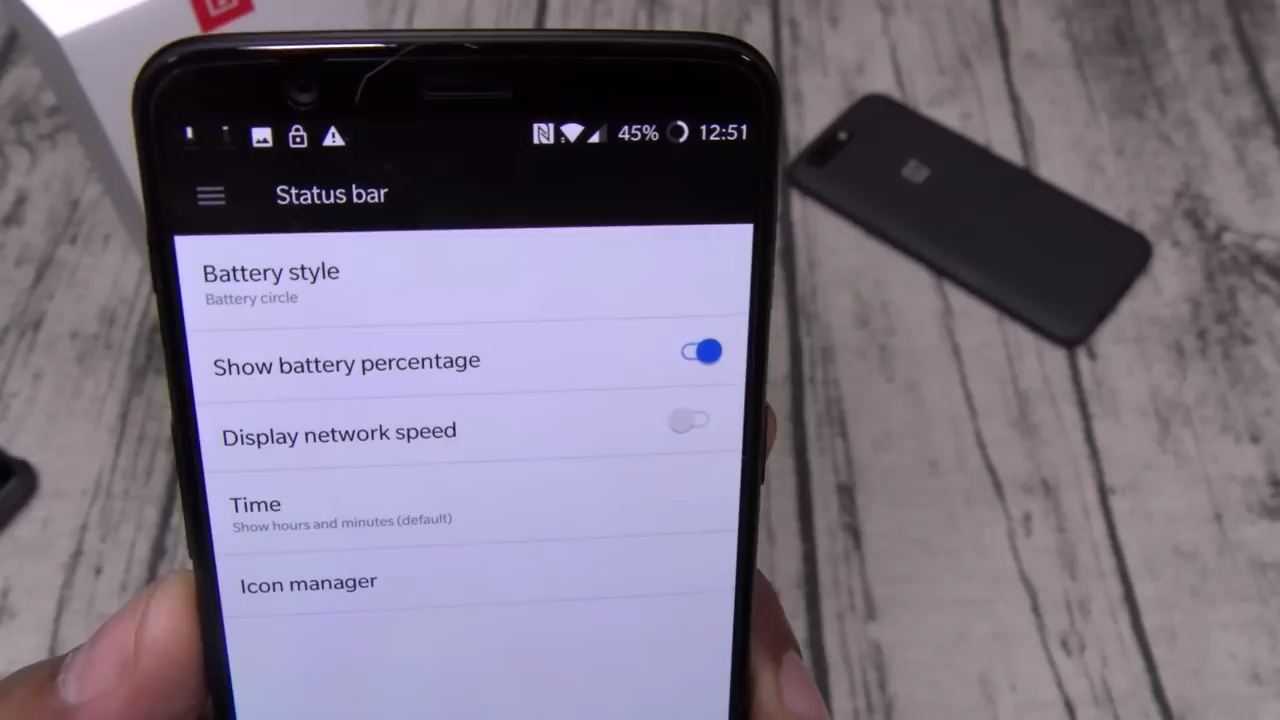 45% 12:51
Status bar
Battery style
Battery circle
Show battery percentage
Display network speed
Time
Show hours and minutes (default)
Icon manager